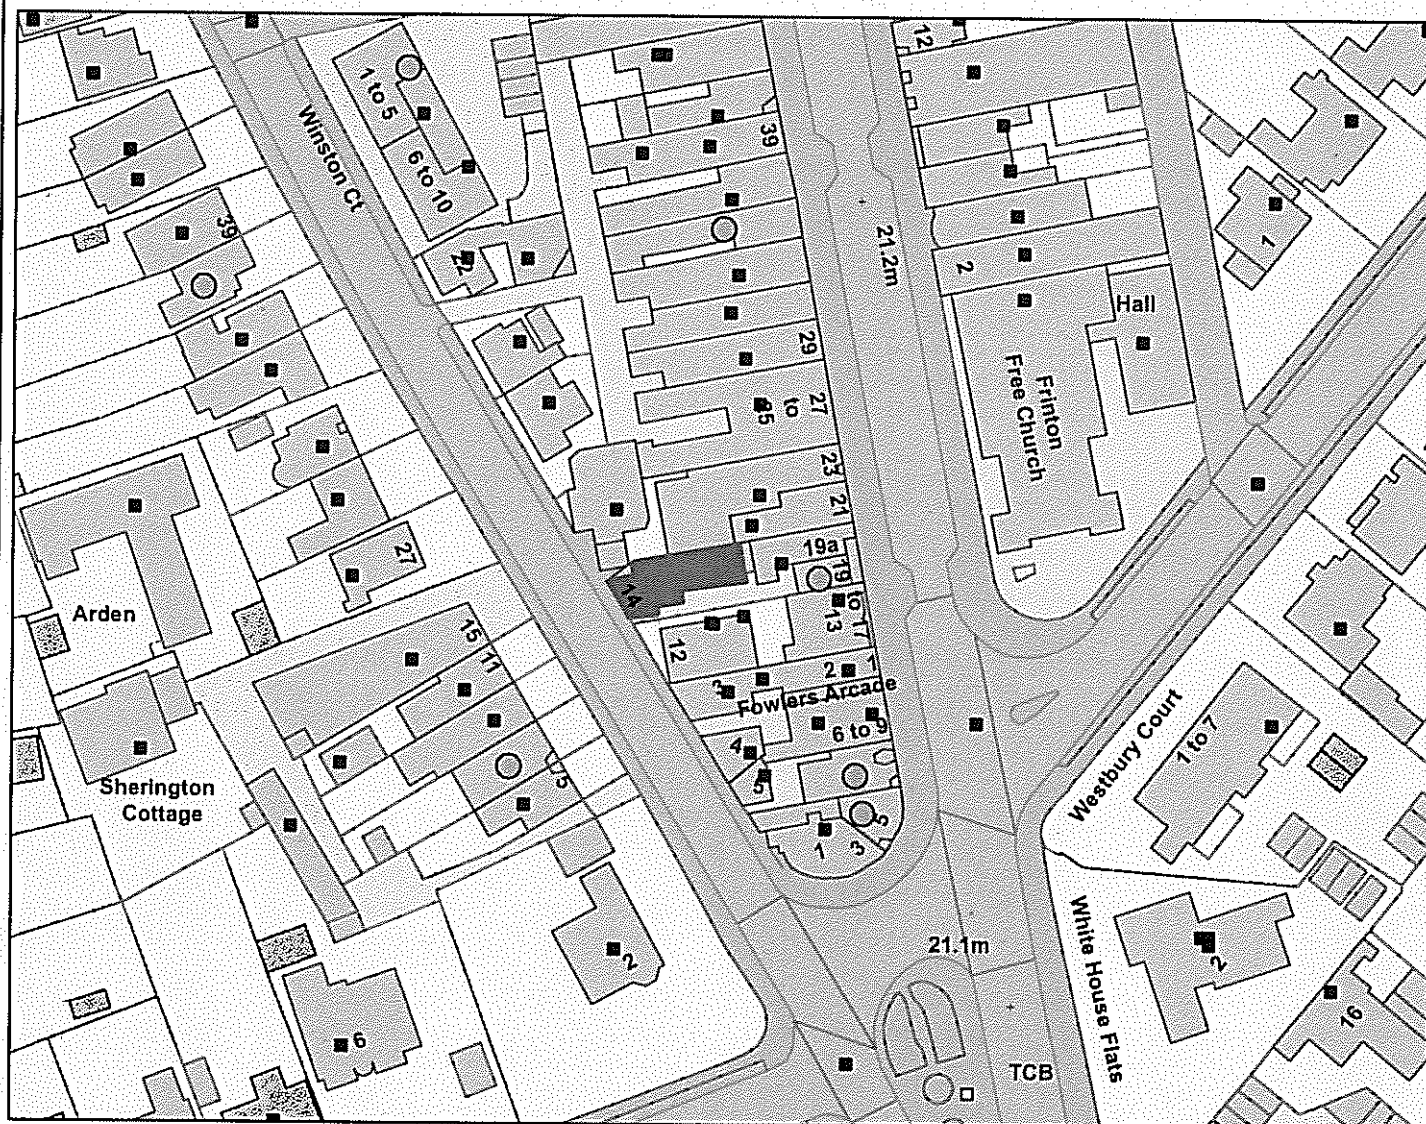 12
1 to 5
Winston Ct
39
6 to 10
39
22
21.2m
2
1
Hall
29
Frinton
Free Church
27
to
25
23
21
27
19a
19
to
17
13
14
Arden
15
11
12
2
1
3
Fowlers Arcade
6 to 9
4
5
5
Westbury Court
1 to 7
Sherington
Cottage
5
1
3
21.1m
2
White House Flats
2
6
16
TCB